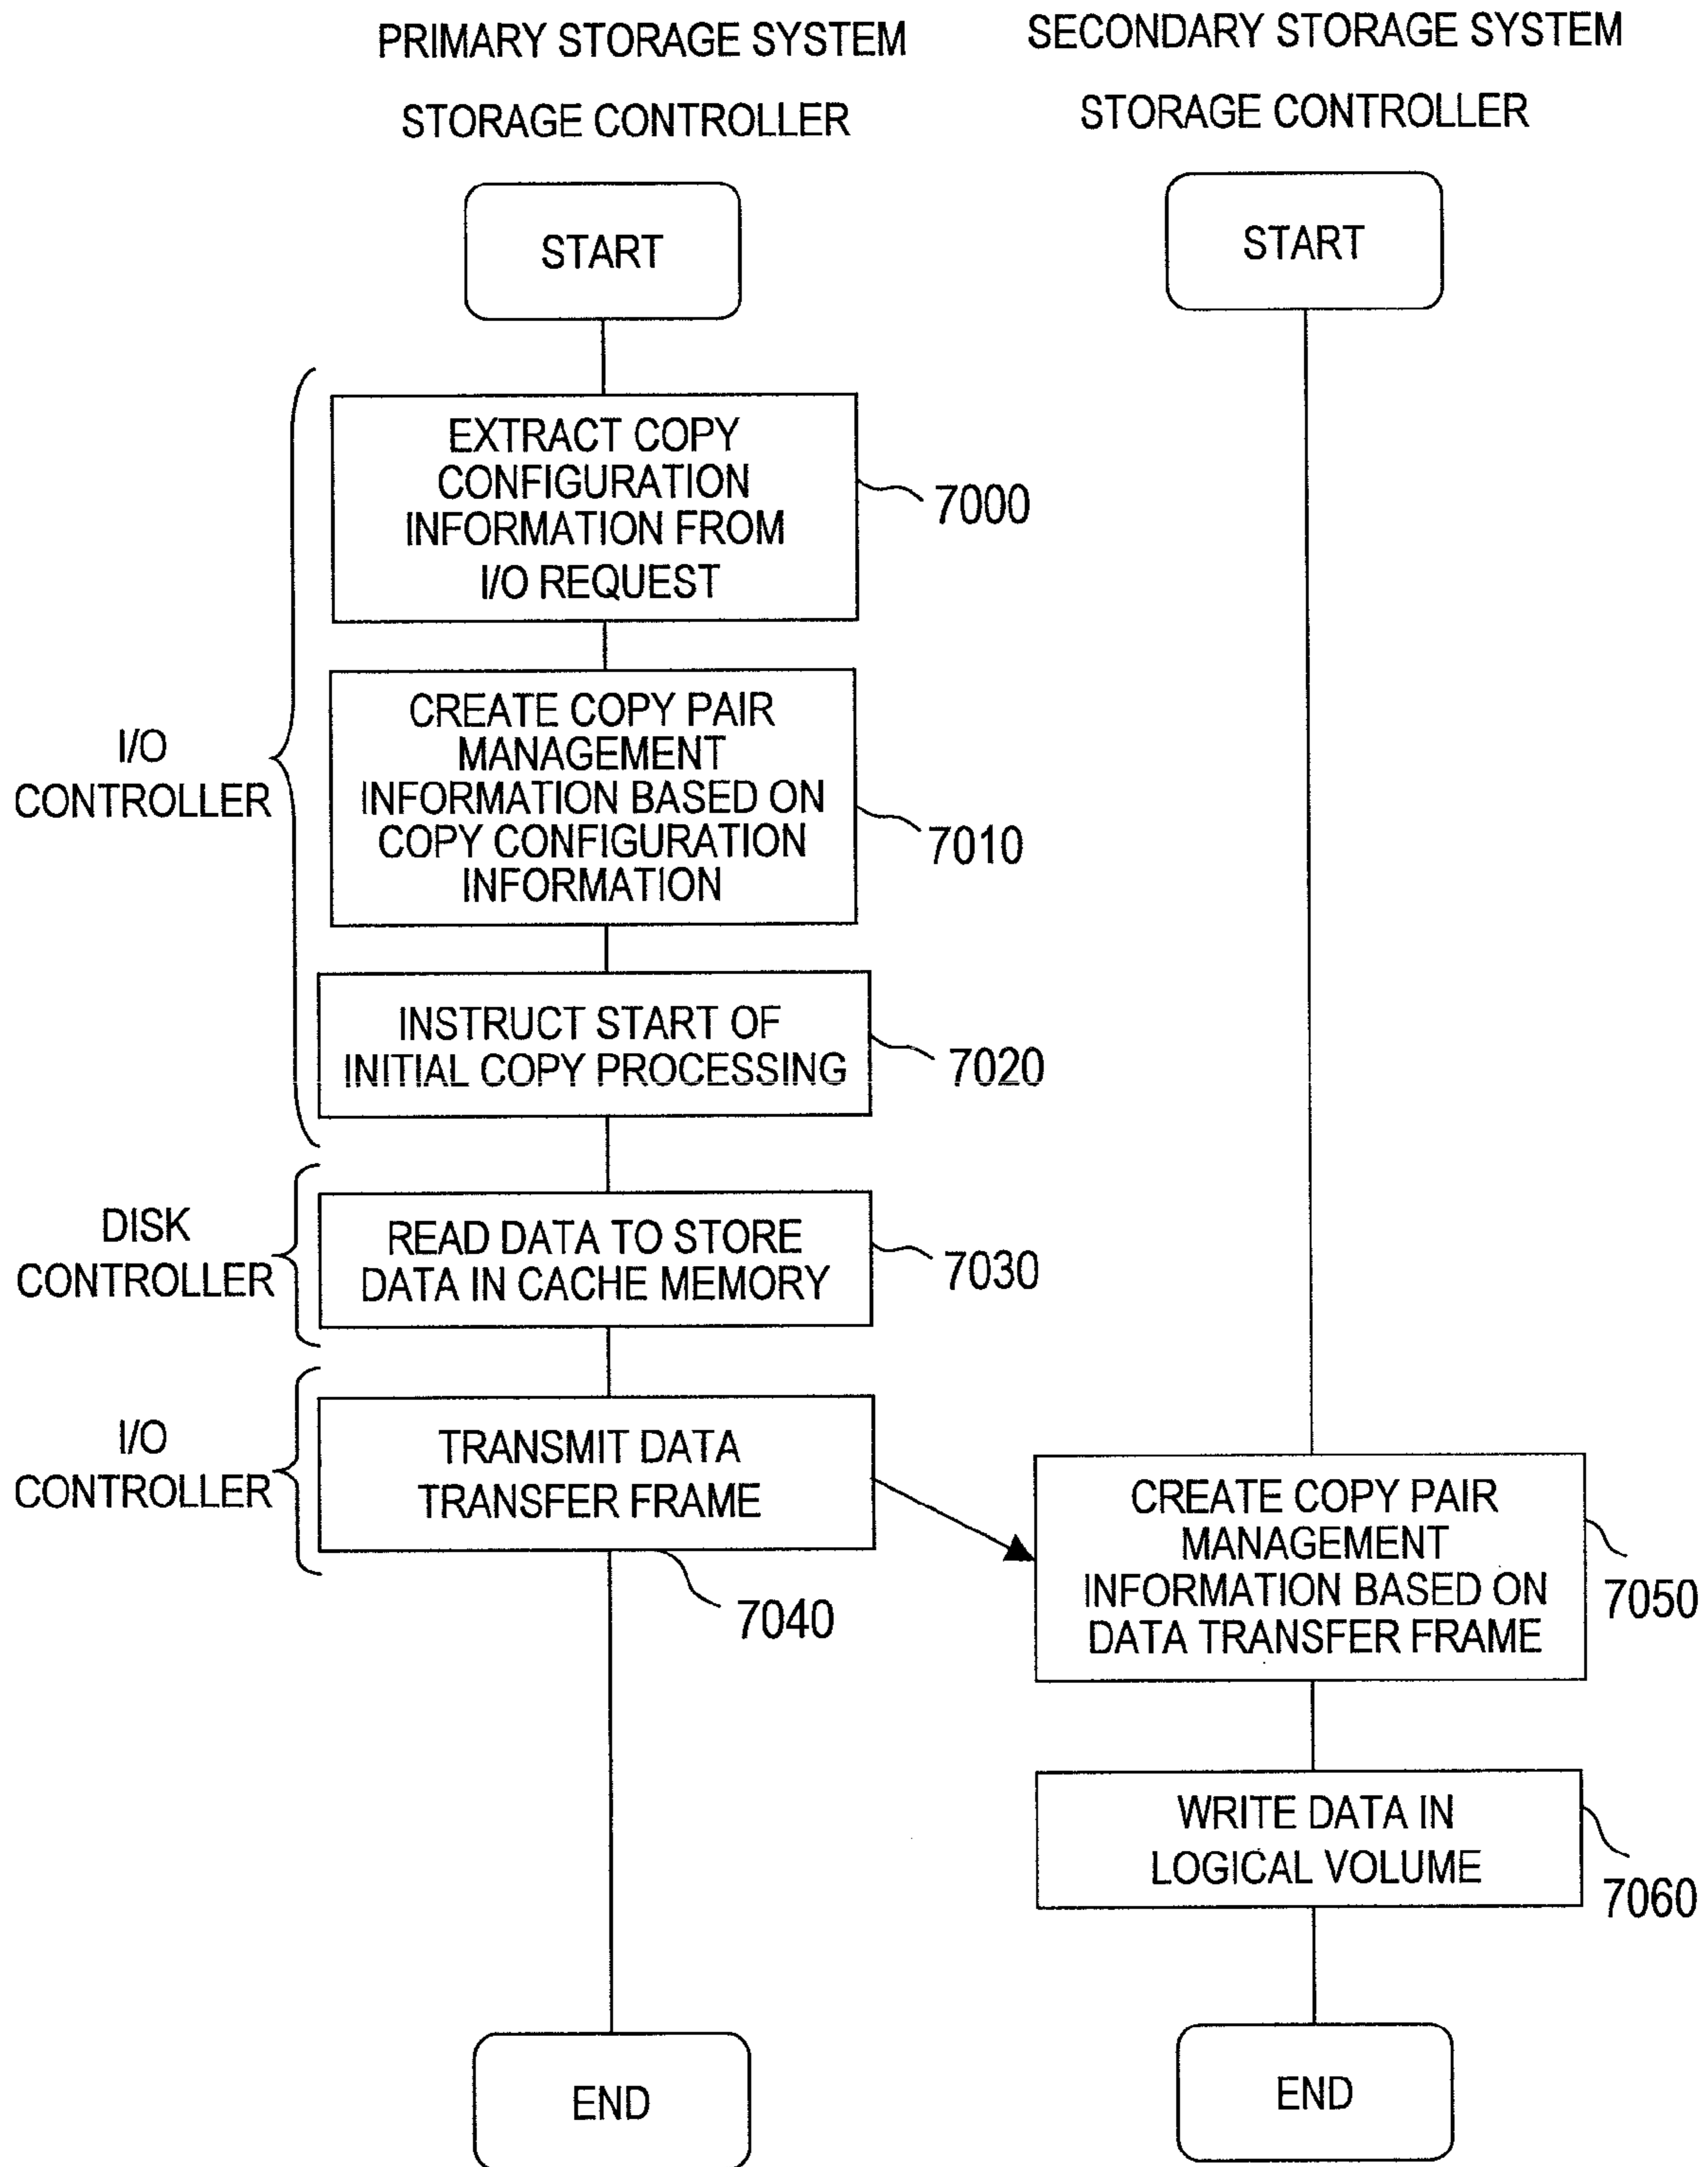 PRIMARY STORAGE SYSTEM
STORAGE CONTROLLER
SECONDARY STORAGE SYSTEM
STORAGE CONTROLLER
START
START
I/O
CONTROLLER
EXTRACT COPY
CONFIGURATION
INFORMATION FROM
I/O REQUEST
7000
CREATE COPY PAIR
MANAGEMENT
INFORMATION BASED ON
COPY CONFIGURATION
INFORMATION
7010
INSTRUCT START OF
INITIAL COPY PROCESSING
7020
DISK
CONTROLLER
READ DATA TO STORE
DATA IN CACHE MEMORY
7030
I/O
CONTROLLER
TRANSMIT DATA
TRANSFER FRAME
7040
CREATE COPY PAIR
MANAGEMENT
INFORMATION BASED ON
DATA TRANSFER FRAME
7050
WRITE DATA IN
LOGICAL VOLUME
7060
END
END